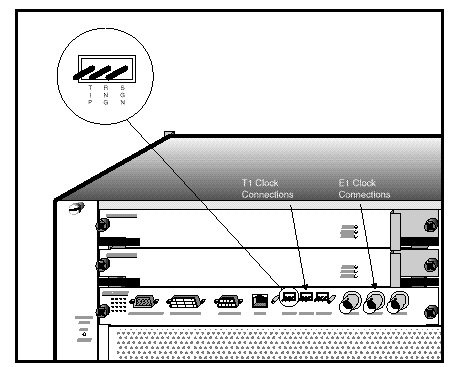 T R S
I N G
P G N
T1 Clock E1 Clock
Connections Connections